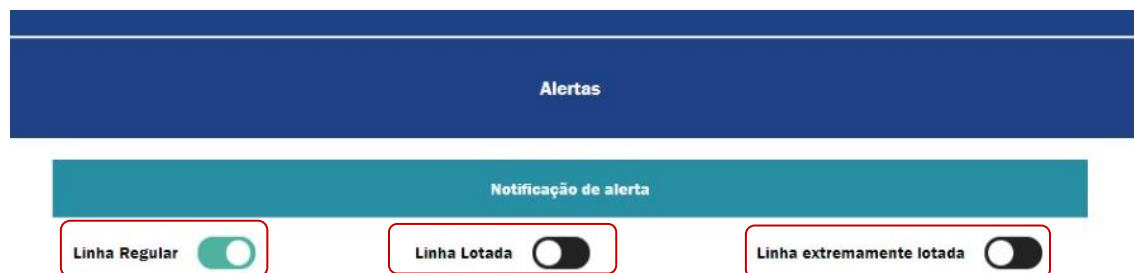 Alertas
Notificação de alerta
Linha Regular Linha Lotada Linha extremamente lotada